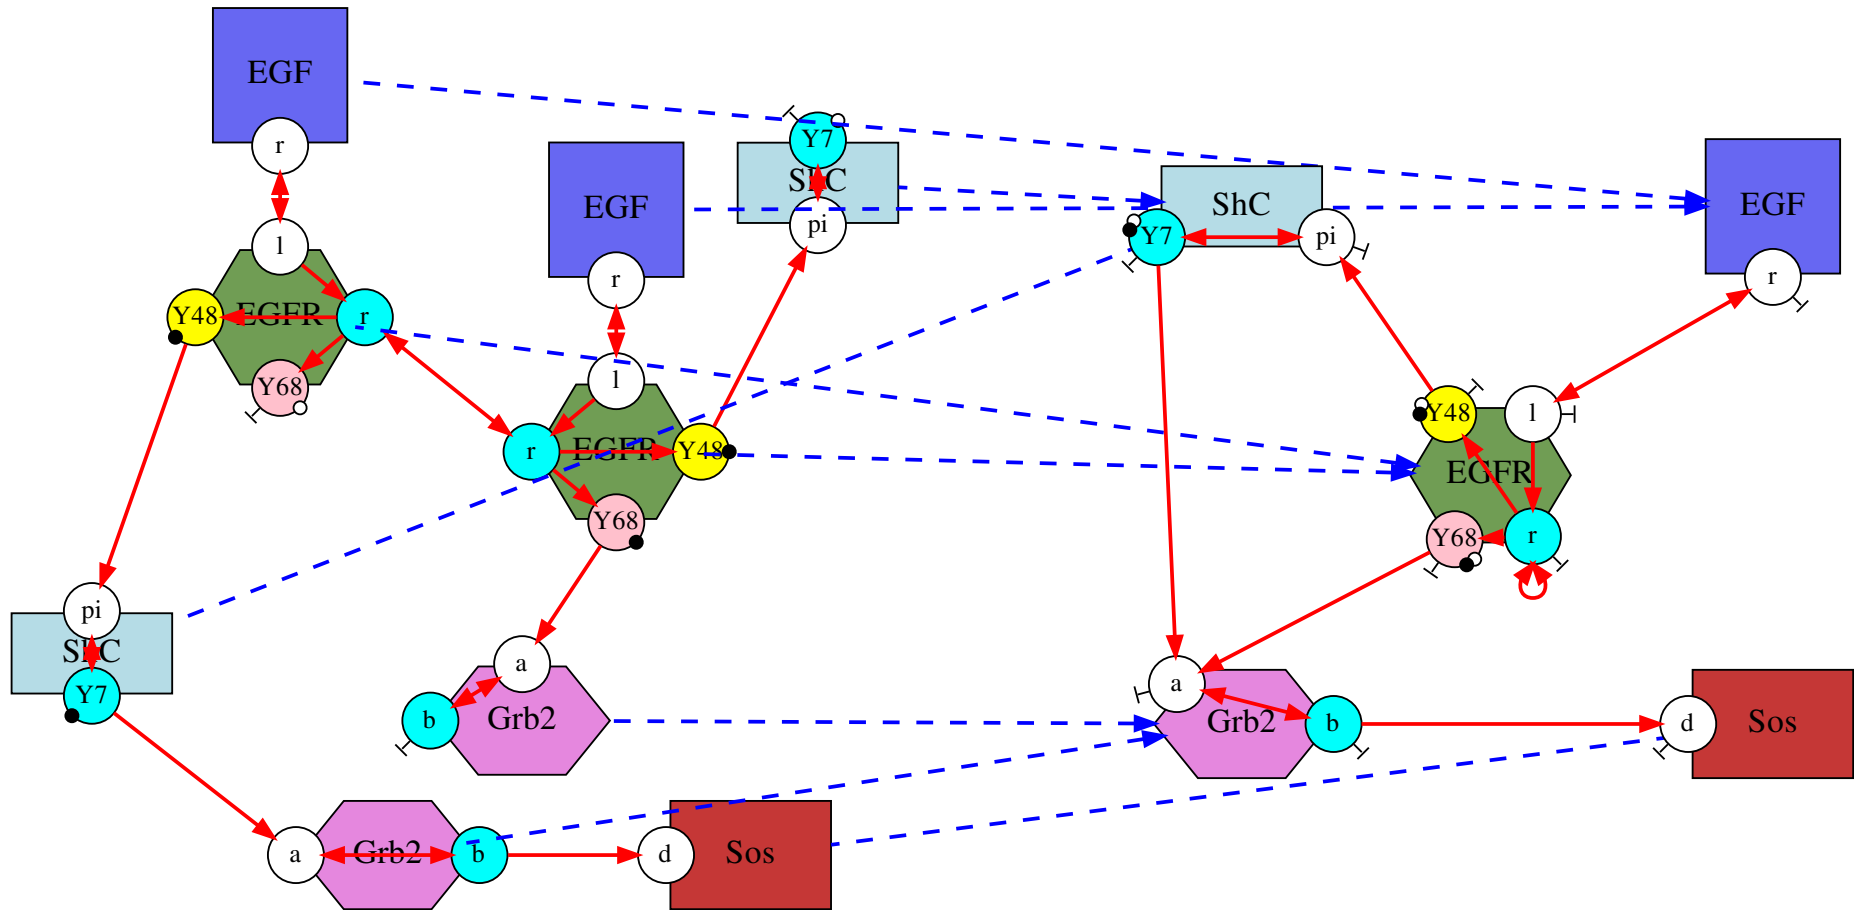 EGF
r
l
EGFR
Y48
r
Y68
EGF
r
l
r
EGFR
Y48
Y68
Y7
ShC
pi
pi
ShC
Y7
a
b
Grb2
a
Grb2
b
d
Sos
ShC
Y7
pi
EGF
r
Y48
l
EGFR
Y68
r
a
Grb2
b
d
Sos